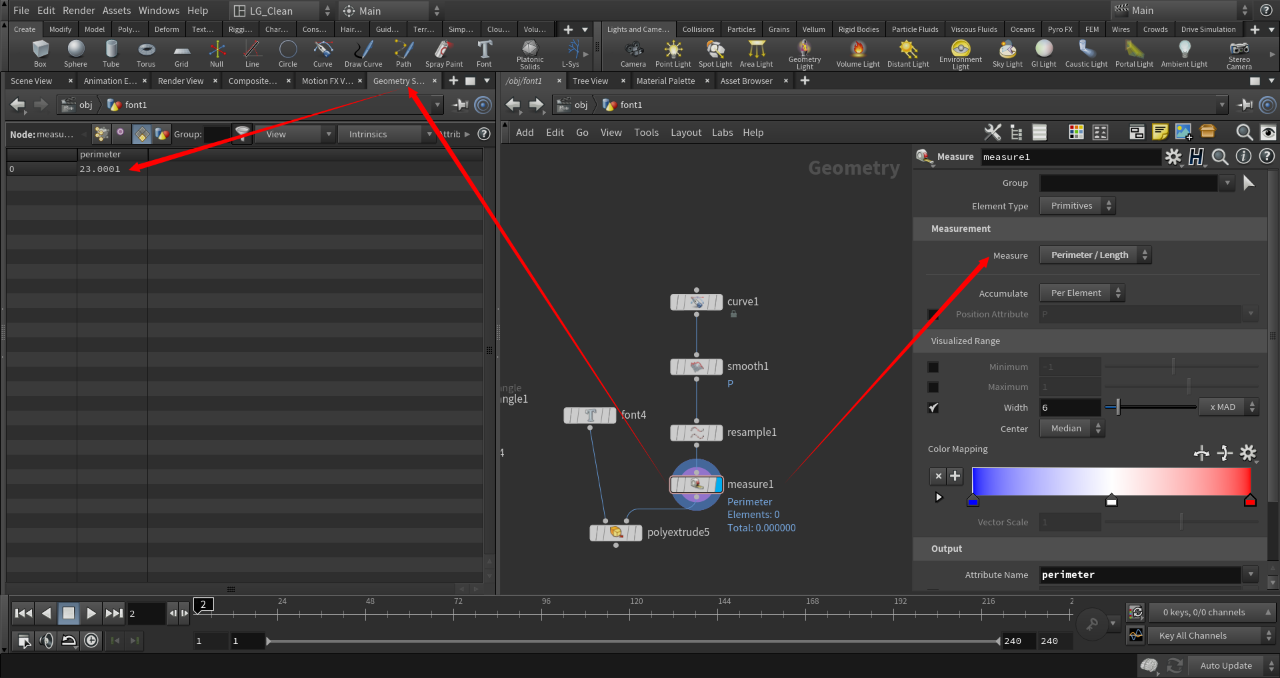 File Edit Render Assets Windows Help LG_Clean Main Main
Create Modify Model Poly... Deform Text... Riggi... Char... Cons... Hair... Guid... Terr... Simp... Clou... Volu... Lights and Came... Collisions Particles Grains Vellum Rigid Bodies Particle Fluids Viscous Fluids Oceans Pyro FX FEM Wires Crowds Drive Simulation
Box Sphere Tube Torus Grid Null Line Circle Curve Draw Curve Path Spray Paint Font Platonic Solids L-Sys Camera Point Light Spot Light Area Light Geometry Light Volume Light Distant Light Environment Light Sky Light GI Light Caustic Light Portal Light Ambient Light Stereo Camera
Scene View Animation E... Render View Composite... Motion FX V... Geometry S... /obj/font1 Tree View Material Palette Asset Browser
obj font1 obj font1
Node: measu... Group: View Intrinsics Attrib
Add Edit Go View Tools Layout Labs Help
perimeter
0 23.0001
Geometry
Measure measure1
Group
Element Type Primitives
Measurement
Measure Perimeter / Length
Accumulate Per Element
Position Attribute P
Visualized Range
Minimum -1
Maximum 1
Width 6 x MAD
Center Median
Color Mapping
Vector Scale 1
Output
Attribute Name perimeter
curve1
smooth1
P
angle
angle1
font4
resample1
4
measure1
Perimeter
Elements: 0
Total: 0.000000
polyextrude5
2 2 24 48 72 96 120 144 168 192 216 2
0 keys, 0/0 channels
1 1 240 240 Key All Channels
Auto Update